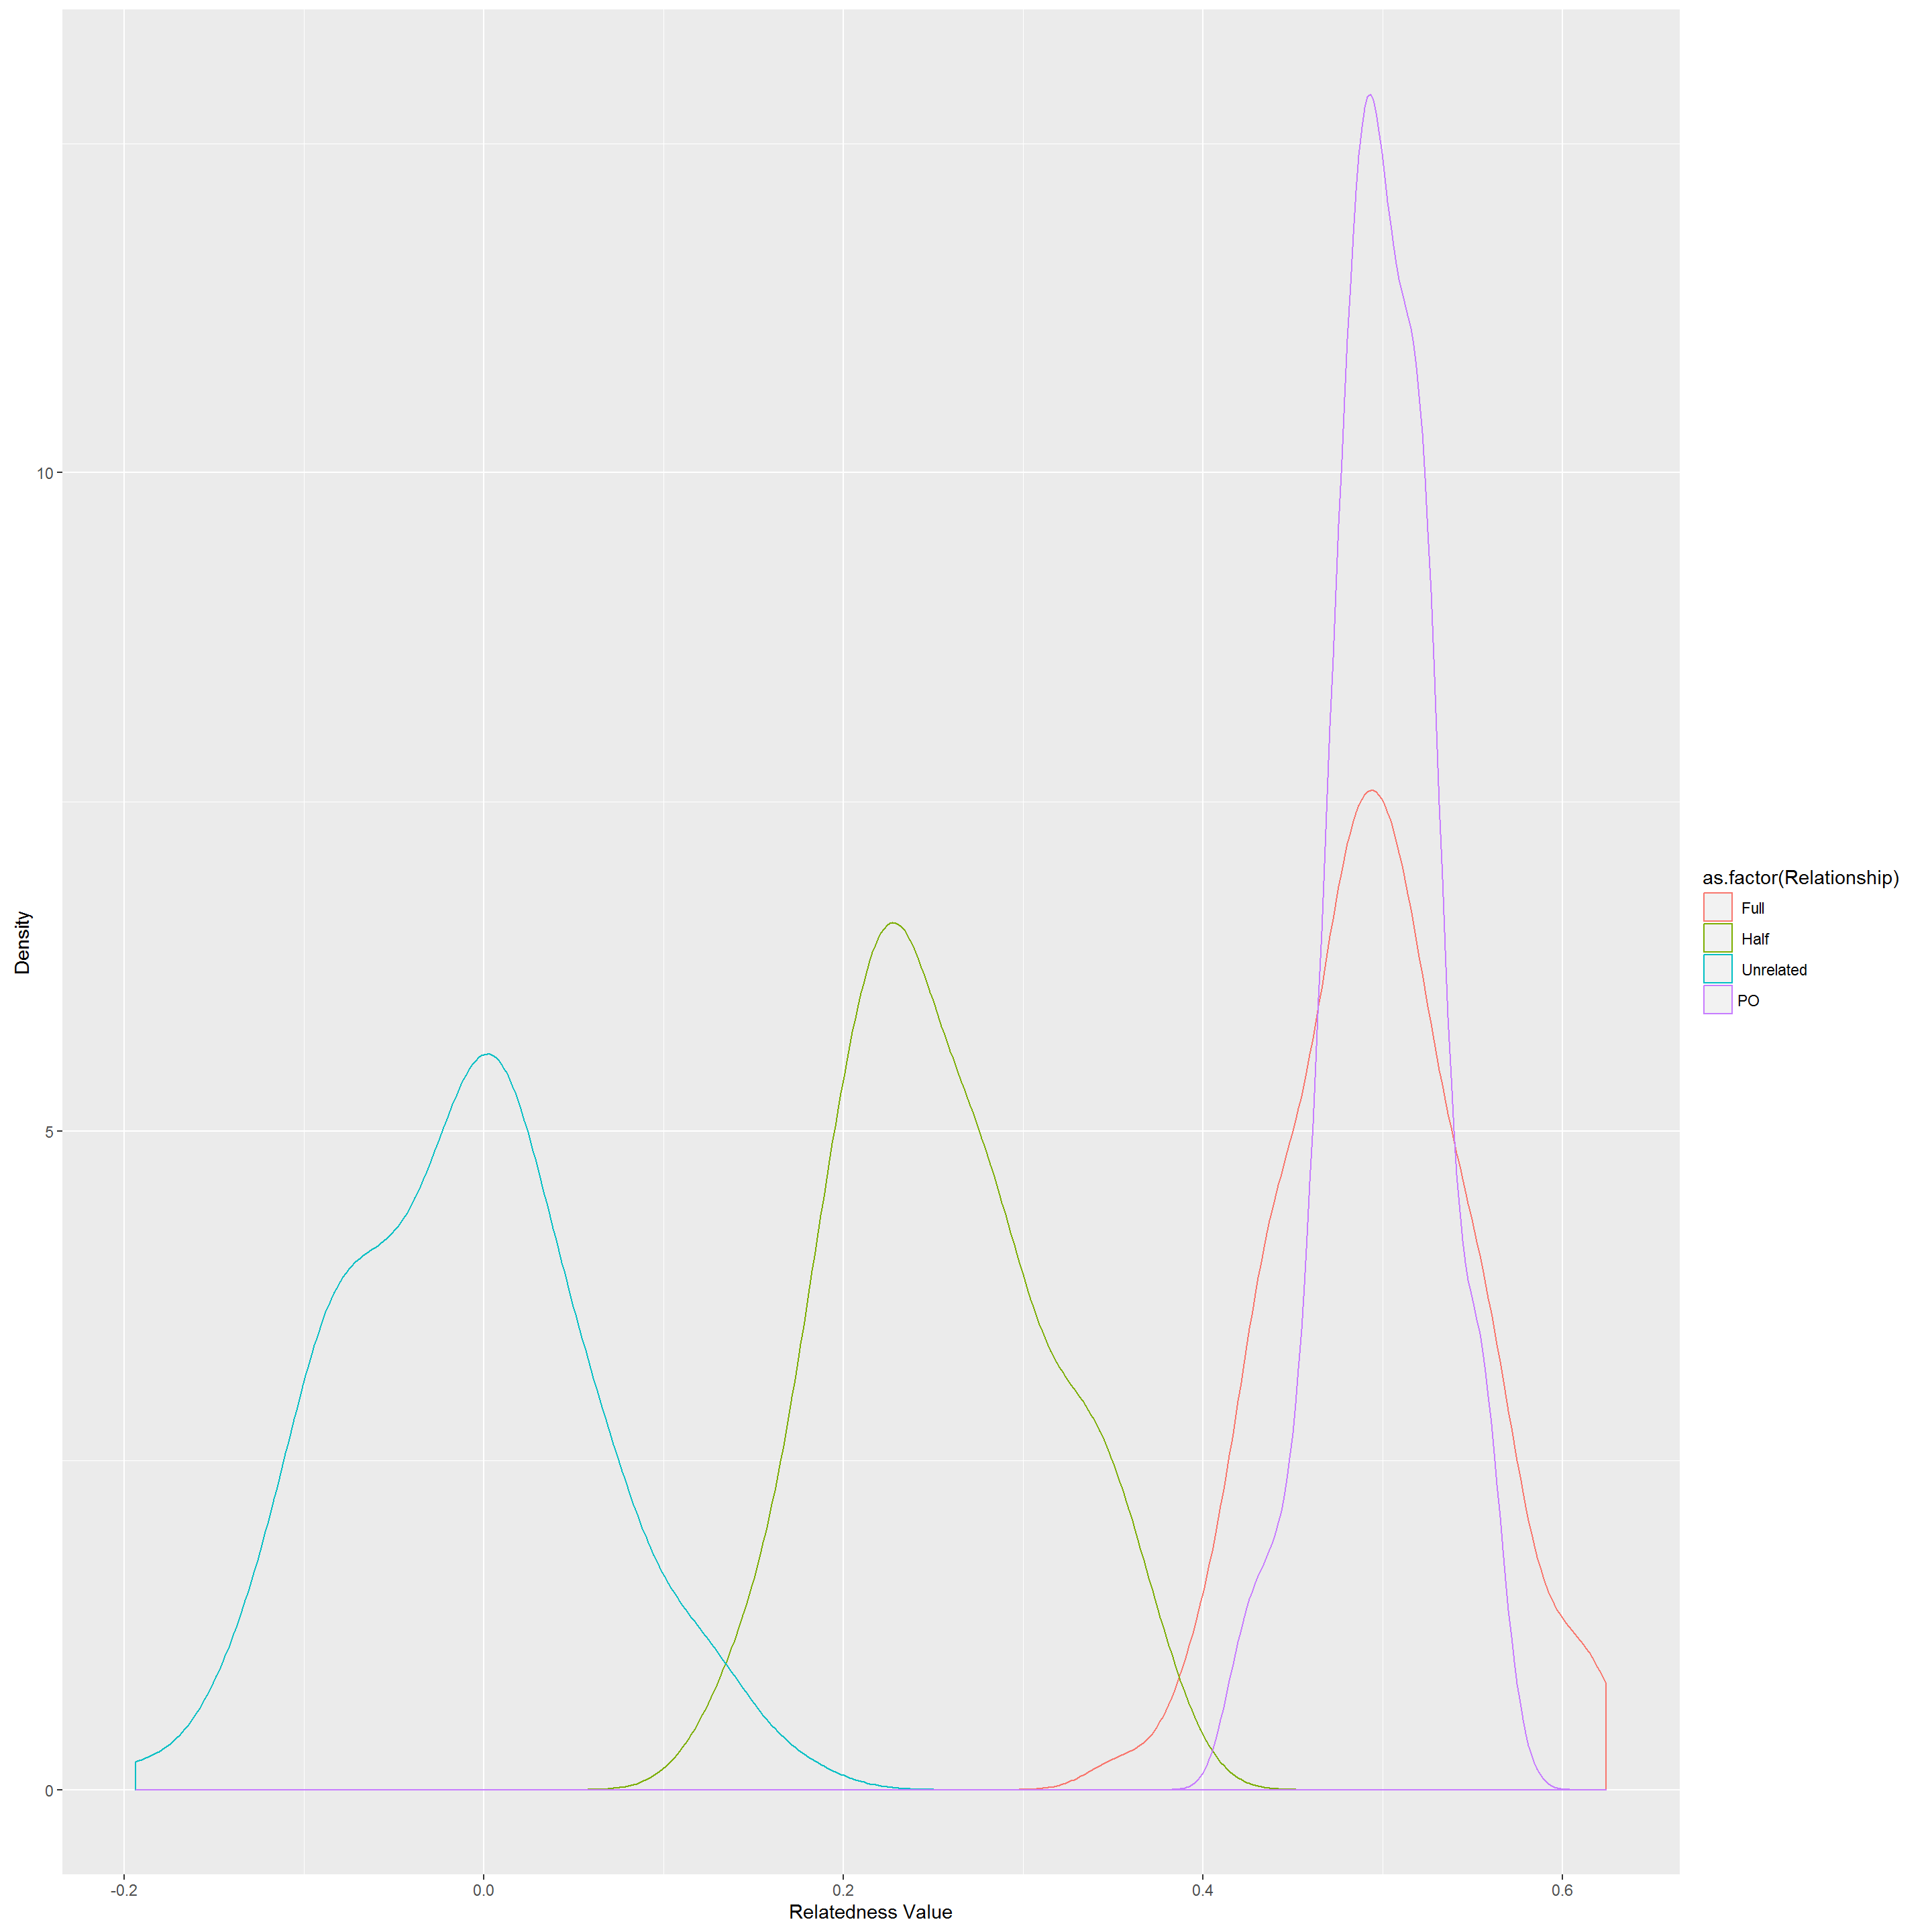 10
5
0
Density
-0.2
0.0
0.2
0.4
0.6
Relatedness Value
as.factor(Relationship)
Full
Half
Unrelated
PO